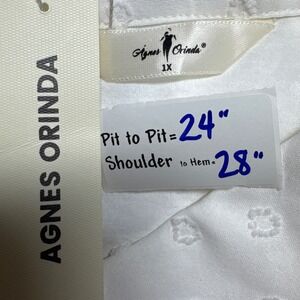 AGNES ORINDA
Agnes Orinda®
1X
Pit to Pit = 24"
Shoulder to Hem = 28"